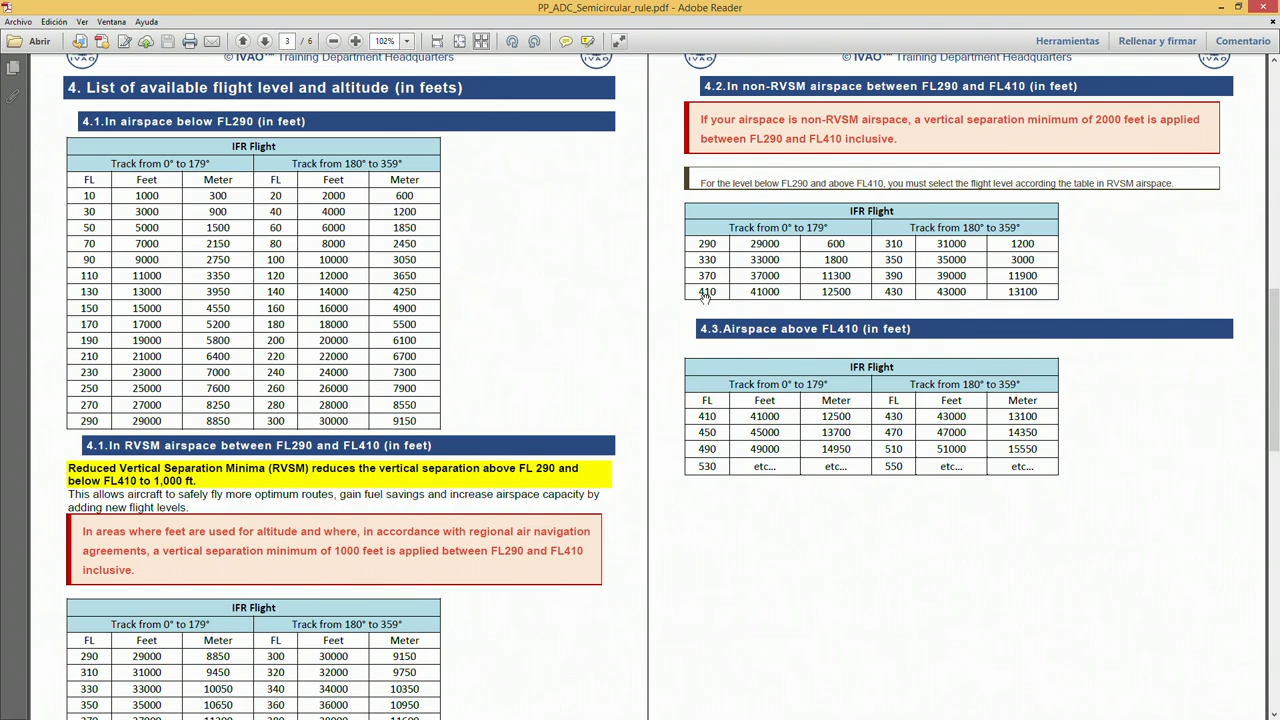 PP_ADC_Semicircular_rule.pdf - Adobe Reader
Archivo Edición Ver Ventana Ayuda
Abrir 3 / 6 102% Herramientas Rellenar y firmar Comentario
IVAO © IVAO™ Training Department Headquarters IVAO
4. List of available flight level and altitude (in feets)
4.1.In airspace below FL290 (in feet)
IFR Flight
Track from 0° to 179° Track from 180° to 359°
FL Feet Meter FL Feet Meter
10 1000 300 20 2000 600
30 3000 900 40 4000 1200
50 5000 1500 60 6000 1850
70 7000 2150 80 8000 2450
90 9000 2750 100 10000 3050
110 11000 3350 120 12000 3650
130 13000 3950 140 14000 4250
150 15000 4550 160 16000 4900
170 17000 5200 180 18000 5500
190 19000 5800 200 20000 6100
210 21000 6400 220 22000 6700
230 23000 7000 240 24000 7300
250 25000 7600 260 26000 7900
270 27000 8250 280 28000 8550
290 29000 8850 300 30000 9150
4.1.In RVSM airspace between FL290 and FL410 (in feet)
Reduced Vertical Separation Minima (RVSM) reduces the vertical separation above FL 290 and
below FL410 to 1,000 ft.
This allows aircraft to safely fly more optimum routes, gain fuel savings and increase airspace capacity by
adding new flight levels.
In areas where feet are used for altitude and where, in accordance with regional air navigation
agreements, a vertical separation minimum of 1000 feet is applied between FL290 and FL410
inclusive.
IFR Flight
Track from 0° to 179° Track from 180° to 359°
FL Feet Meter FL Feet Meter
290 29000 8850 300 30000 9150
310 31000 9450 320 32000 9750
330 33000 10050 340 34000 10350
350 35000 10650 360 36000 10950
IVAO © IVAO™ Training Department Headquarters IVAO
4.2.In non-RVSM airspace between FL290 and FL410 (in feet)
If your airspace is non-RVSM airspace, a vertical separation minimum of 2000 feet is applied
between FL290 and FL410 inclusive.
For the level below FL290 and above FL410, you must select the flight level according the table in RVSM airspace.
IFR Flight
Track from 0° to 179° Track from 180° to 359°
290 29000 600 310 31000 1200
330 33000 1800 350 35000 3000
370 37000 11300 390 39000 11900
410 41000 12500 430 43000 13100
4.3.Airspace above FL410 (in feet)
IFR Flight
Track from 0° to 179° Track from 180° to 359°
FL Feet Meter FL Feet Meter
410 41000 12500 430 43000 13100
450 45000 13700 470 47000 14350
490 49000 14950 510 51000 15550
530 etc... etc... 550 etc... etc...